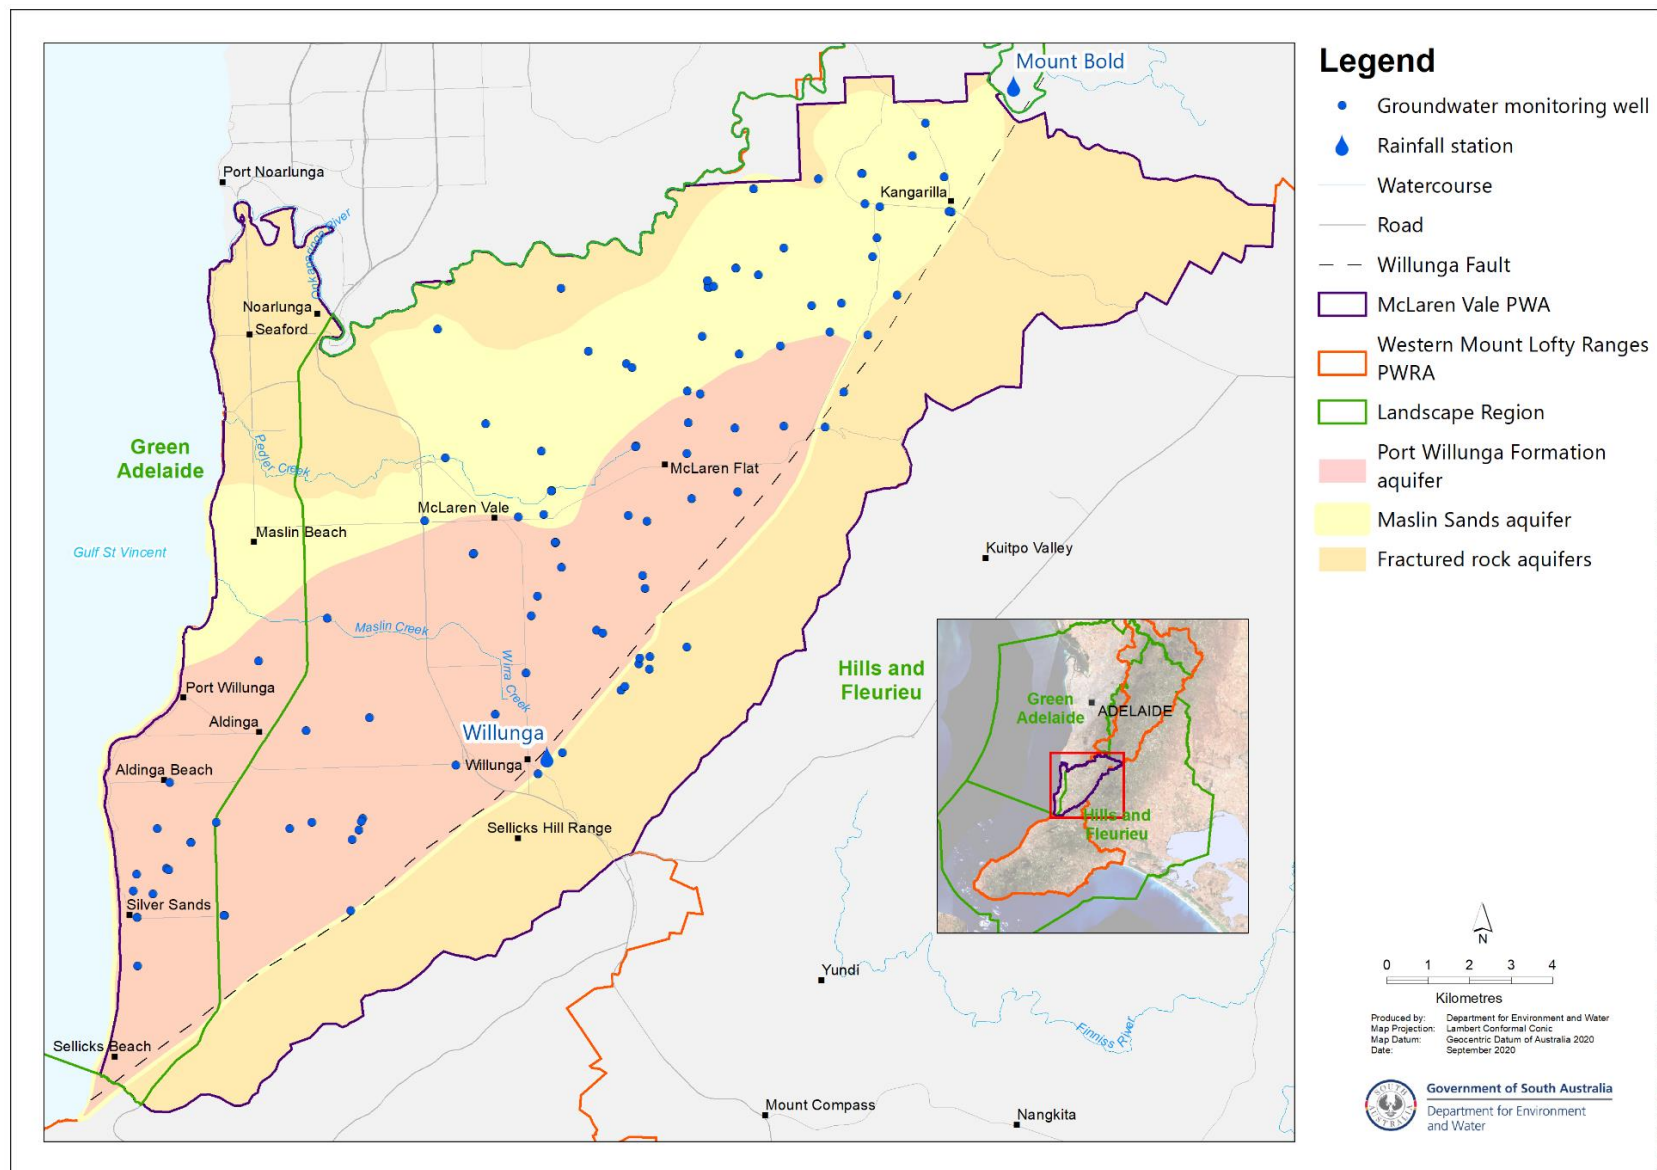 Mount Bold
Port Noarlunga
Kangarilla
Onkaparinga River
Noarlunga
Seaford
Green
Adelaide
Pedler Creek
McLaren Flat
McLaren Vale
Maslin Beach
Gulf St Vincent
Kuitpo Valley
Maslin Creek
Wirra Creek
Hills and
Fleurieu
Port Willunga
Aldinga
Willunga
Willunga
Aldinga Beach
Sellicks Hill Range
Silver Sands
Yundi
Finniss River
Sellicks Beach
Mount Compass
Nangkita
Green
Adelaide
ADELAIDE
Hills and
Fleurieu
Legend
Groundwater monitoring well
Rainfall station
Watercourse
Road
Willunga Fault
McLaren Vale PWA
Western Mount Lofty Ranges
PWRA
Landscape Region
Port Willunga Formation
aquifer
Maslin Sands aquifer
Fractured rock aquifers
N
0 1 2 3 4
Kilometres
Produced by: Department for Environment and Water
Map Projection: Lambert Conformal Conic
Map Datum: Geocentric Datum of Australia 2020
Date: September 2020
SOUTH AUSTRALIA
Government of South Australia
Department for Environment
and Water